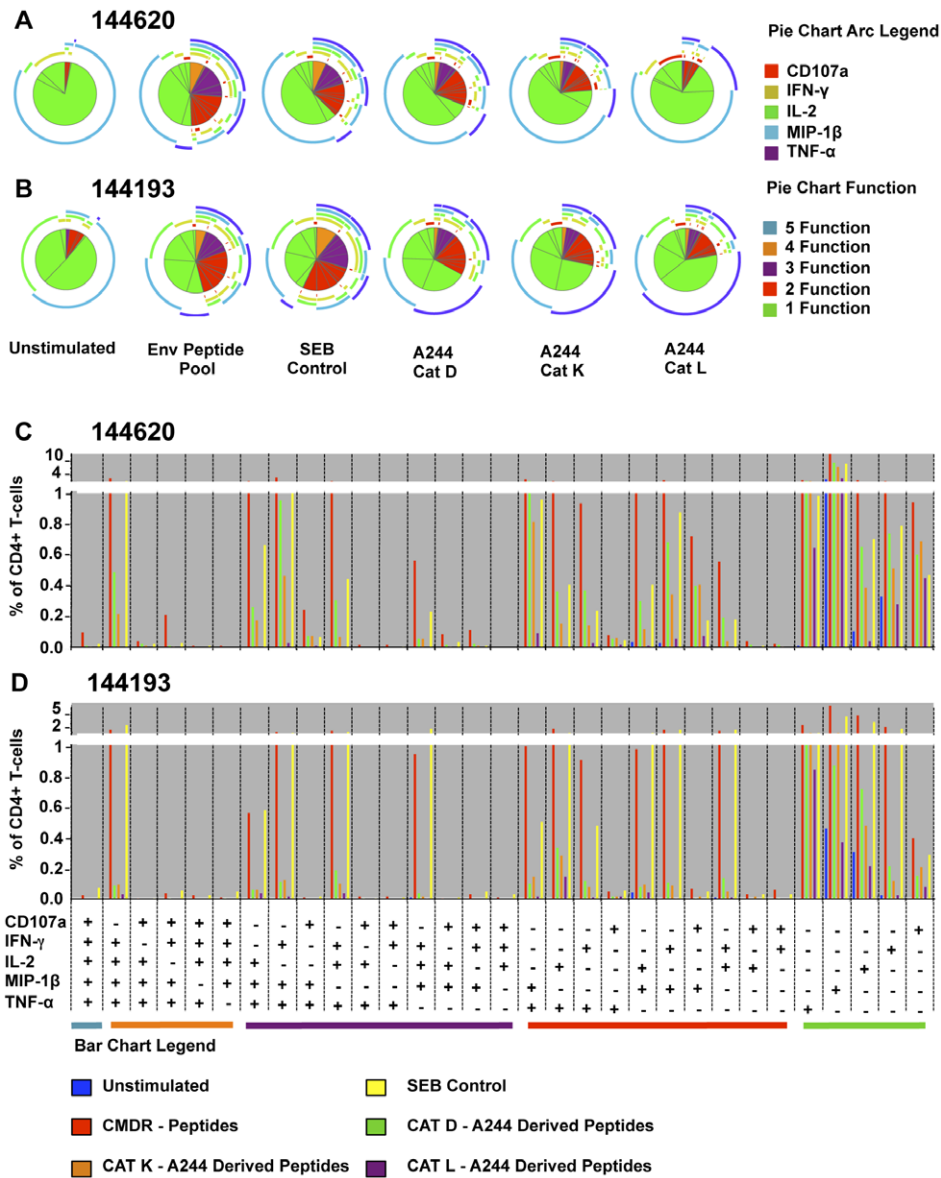 A 144620
Pie Chart Arc Legend
CD107a
IFN-γ
IL-2
MIP-1β
TNF-α
B 144193
Pie Chart Function
5 Function
4 Function
3 Function
2 Function
1 Function
Unstimulated
Env Peptide
Pool
SEB
Control
A244
Cat D
A244
Cat K
A244
Cat L
C 144620
% of CD4+ T-cells
10
4
1
0.8
0.6
0.4
0.2
0.0
D 144193
% of CD4+ T-cells
5
2
1
0.8
0.6
0.4
0.2
0.0
CD107a + - + + + + - - + - + + - + + + - - - + - - + - + + - - - - +
IFN-γ + + - + + + - + - + - + + - + + - - + - - + - + - + - - - + -
IL-2 + + + - + + + - - + + - + + - + - + - - + - - + + - - - + - -
MIP-1β + + + + - + + + + - - - + + + - + - - - + + + - - - - + - - -
TNF-α + + + + + - + + + + + + - - - - + + + + - - - - - - + - - - -
Bar Chart Legend
Unstimulated
SEB Control
CMDR - Peptides
CAT D - A244 Derived Peptides
CAT K - A244 Derived Peptides
CAT L - A244 Derived Peptides